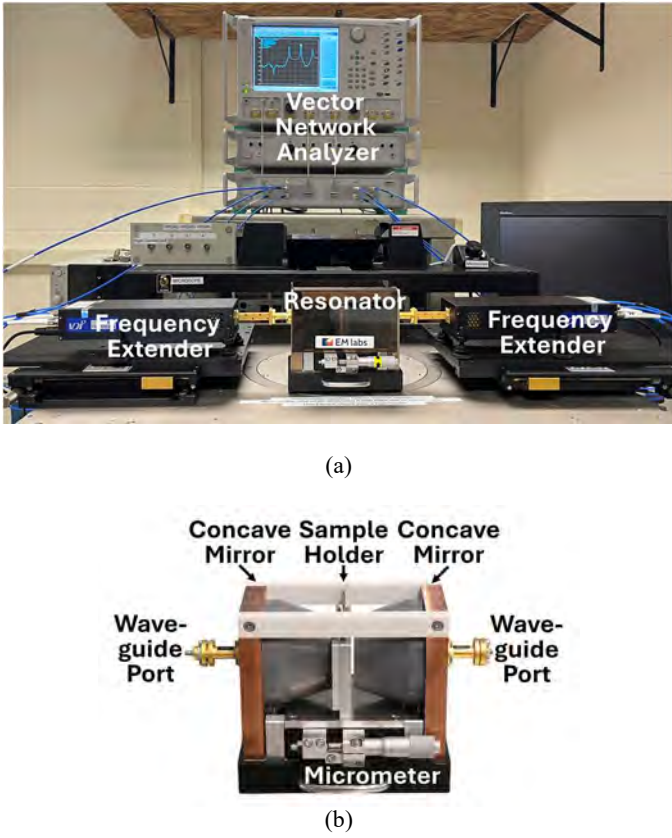 Vector
Network
Analyzer
Resonator
Frequency
Extender
EM labs
Frequency
Extender
(a)
Concave
Mirror
Sample
Holder
Concave
Mirror
Wave-
guide
Port
Wave-
guide
Port
Micrometer
(b)